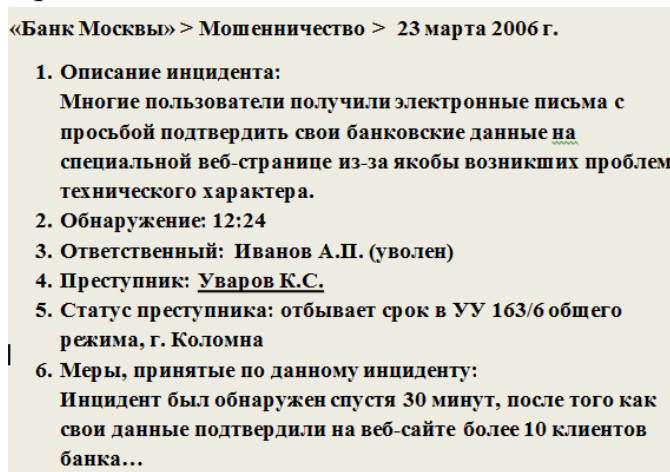 «Банк Москвы» > Мошенничество > 23 марта 2006 г.
1. Описание инцидента:
Многие пользователи получили электронные письма с
просьбой подтвердить свои банковские данные на
специальной веб-странице из-за якобы возникших проблем
технического характера.
2. Обнаружение: 12:24
3. Ответственный: Иванов А.П. (уволен)
4. Преступник: Уваров К.С.
5. Статус преступника: отбывает срок в УУ 163/6 общего
режима, г. Коломна
6. Меры, принятые по данному инциденту:
Инцидент был обнаружен спустя 30 минут, после того как
свои данные подтвердили на веб-сайте более 10 клиентов
банка…